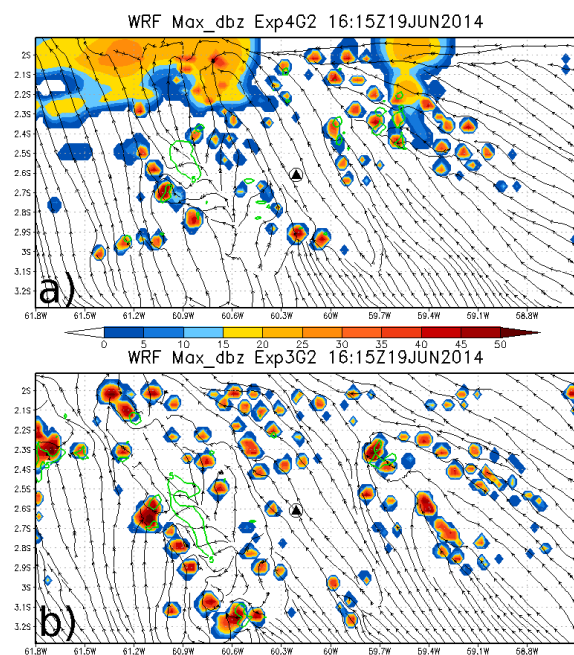 WRF Max_dbz Exp4G2 16:15Z19JUN2014
2S
2.1S
2.2S
2.3S
2.4S
2.5S
2.6S
2.7S
2.8S
2.9S
3S
3.1S
3.2S
5
a)
61.8W 61.5W 61.2W 60.9W 60.6W 60.3W 60W 59.7W 59.4W 59.1W 58.8W
0 5 10 15 20 25 30 35 40 45 50
WRF Max_dbz Exp3G2 16:15Z19JUN2014
2S
2.1S
2.2S
2.3S
2.4S
2.5S
2.6S
2.7S
2.8S
2.9S
3S
3.1S
3.2S
5
5
b)
61.8W 61.5W 61.2W 60.9W 60.6W 60.3W 60W 59.7W 59.4W 59.1W 58.8W